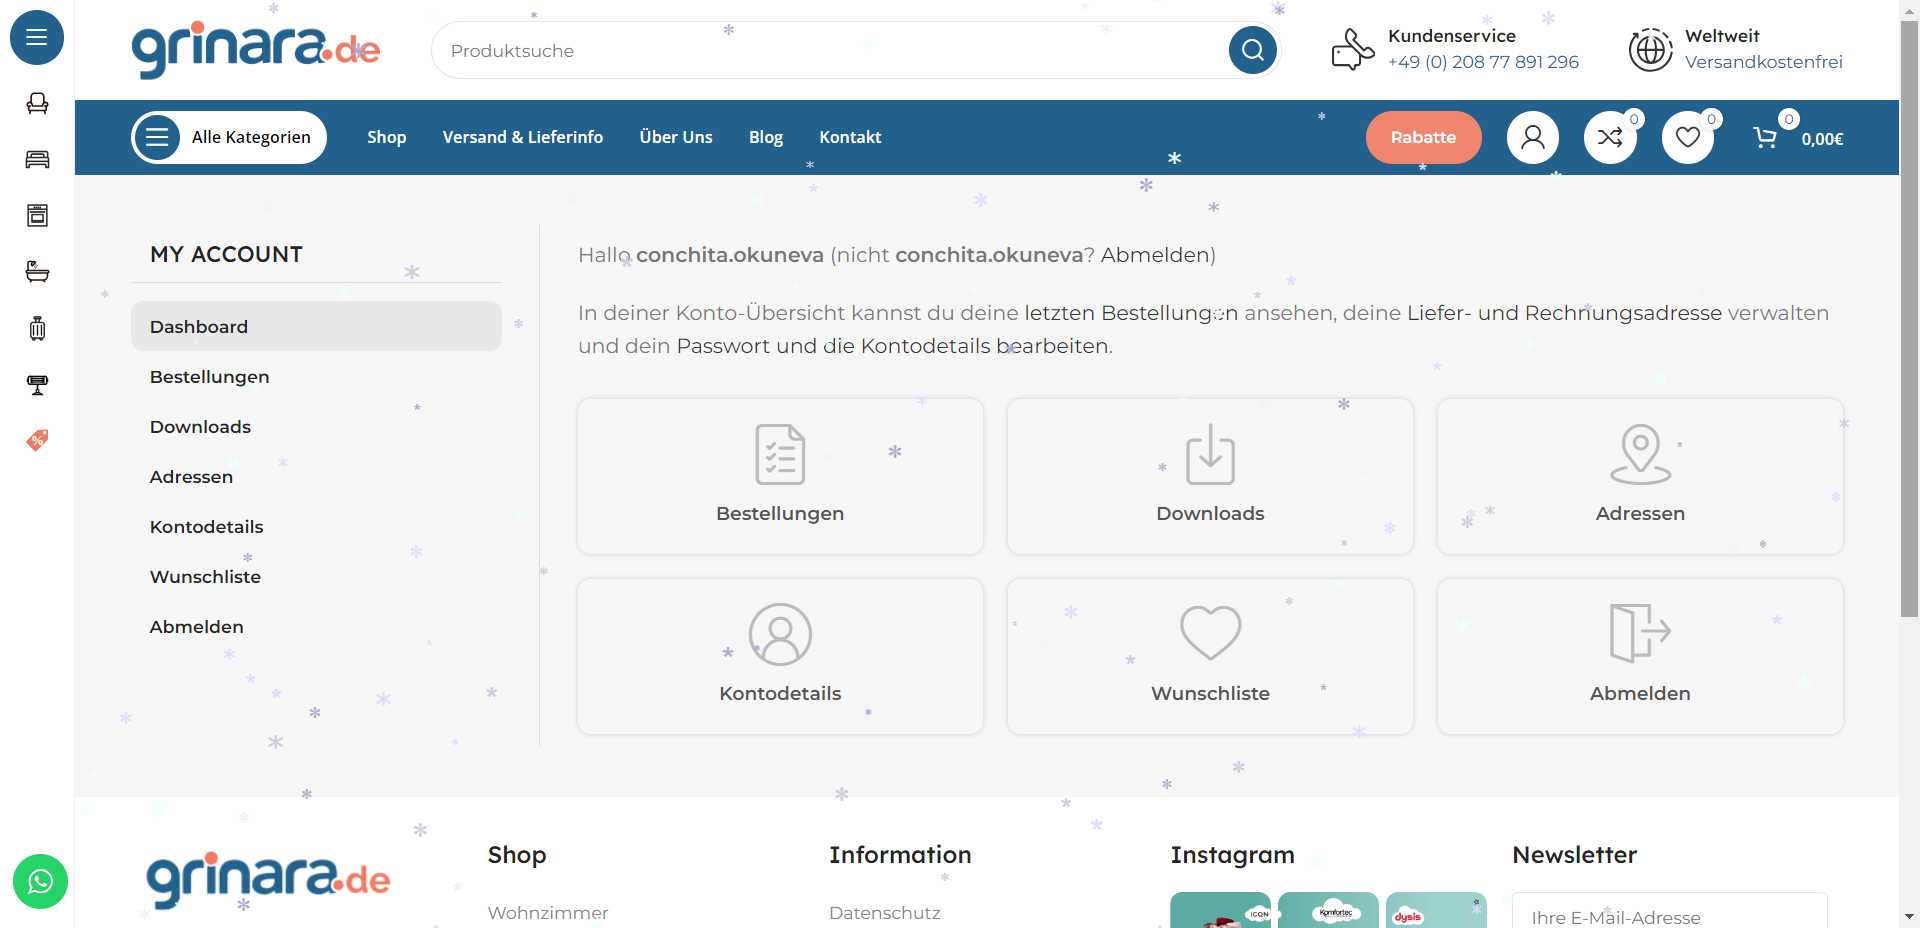 grinara.de
Produktsuche
Kundenservice
+49 (0) 208 77 891 296
Weltweit
Versandkostenfrei
Alle Kategorien
Shop
Versand & Lieferinfo
Über Uns
Blog
Kontakt
Rabatte
0
0
0
0,00€
%
MY ACCOUNT
Dashboard
Bestellungen
Downloads
Adressen
Kontodetails
Wunschliste
Abmelden
Hallo conchita.okuneva (nicht conchita.okuneva? Abmelden)
In deiner Konto-Übersicht kannst du deine letzten Bestellungen ansehen, deine Liefer- und Rechnungsadresse verwalten
und dein Passwort und die Kontodetails bearbeiten.
Bestellungen
Downloads
Adressen
Kontodetails
Wunschliste
Abmelden
grinara.de
Shop
Wohnzimmer
Information
Datenschutz
Instagram
ICON
Komfortec
dysis
Newsletter
Ihre E-Mail-Adresse